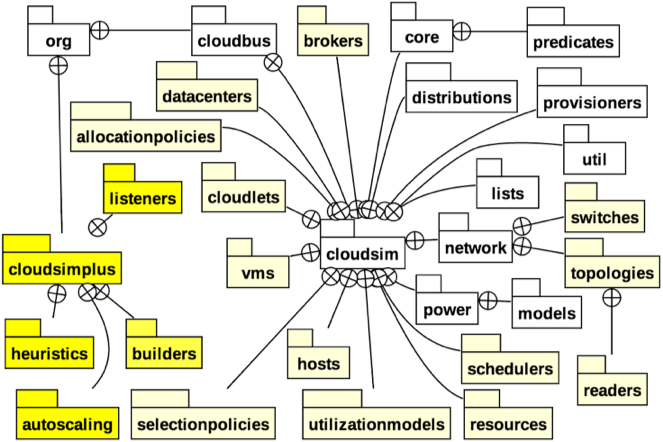 org
cloudbus
brokers
core
predicates
datacenters
distributions
provisioners
allocationpolicies
util
listeners
cloudlets
lists
switches
cloudsimplus
vms
cloudsim
network
topologies
power
models
heuristics
builders
hosts
schedulers
readers
autoscaling
selectionpolicies
utilizationmodels
resources